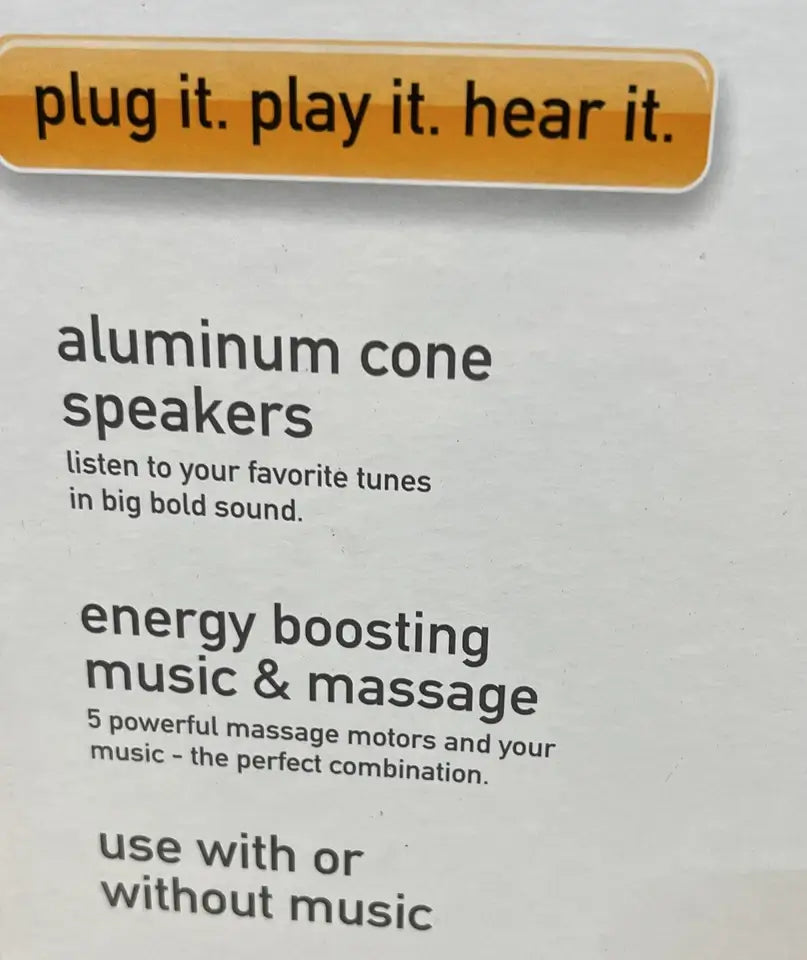 plug it. play it. hear it.
aluminum cone
speakers
listen to your favorite tunes
in big bold sound.
energy boosting
music & massage
5 powerful massage motors and your
music - the perfect combination.
use with or
without music